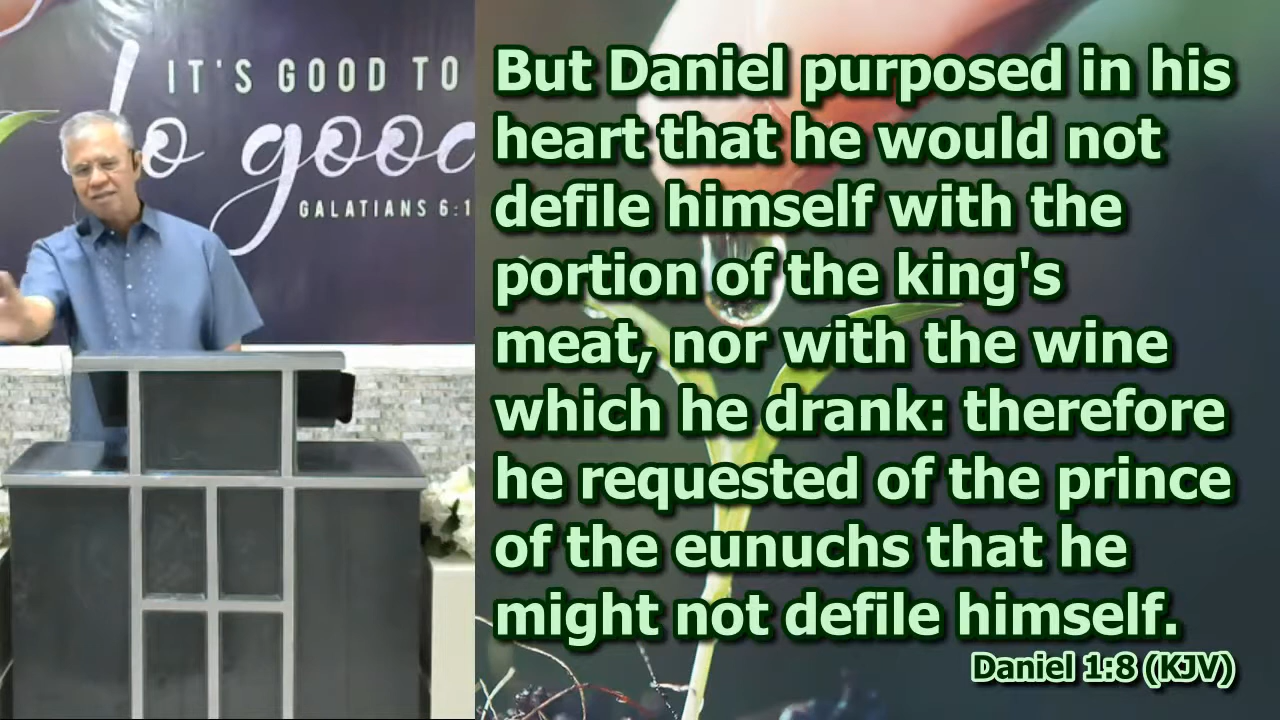 IT'S GOOD TO
do good
GALATIANS 6:1
But Daniel purposed in his
heart that he would not
defile himself with the
portion of the king's
meat, nor with the wine
which he drank: therefore
he requested of the prince
of the eunuchs that he
might not defile himself.
Daniel 1:8 (KJV)